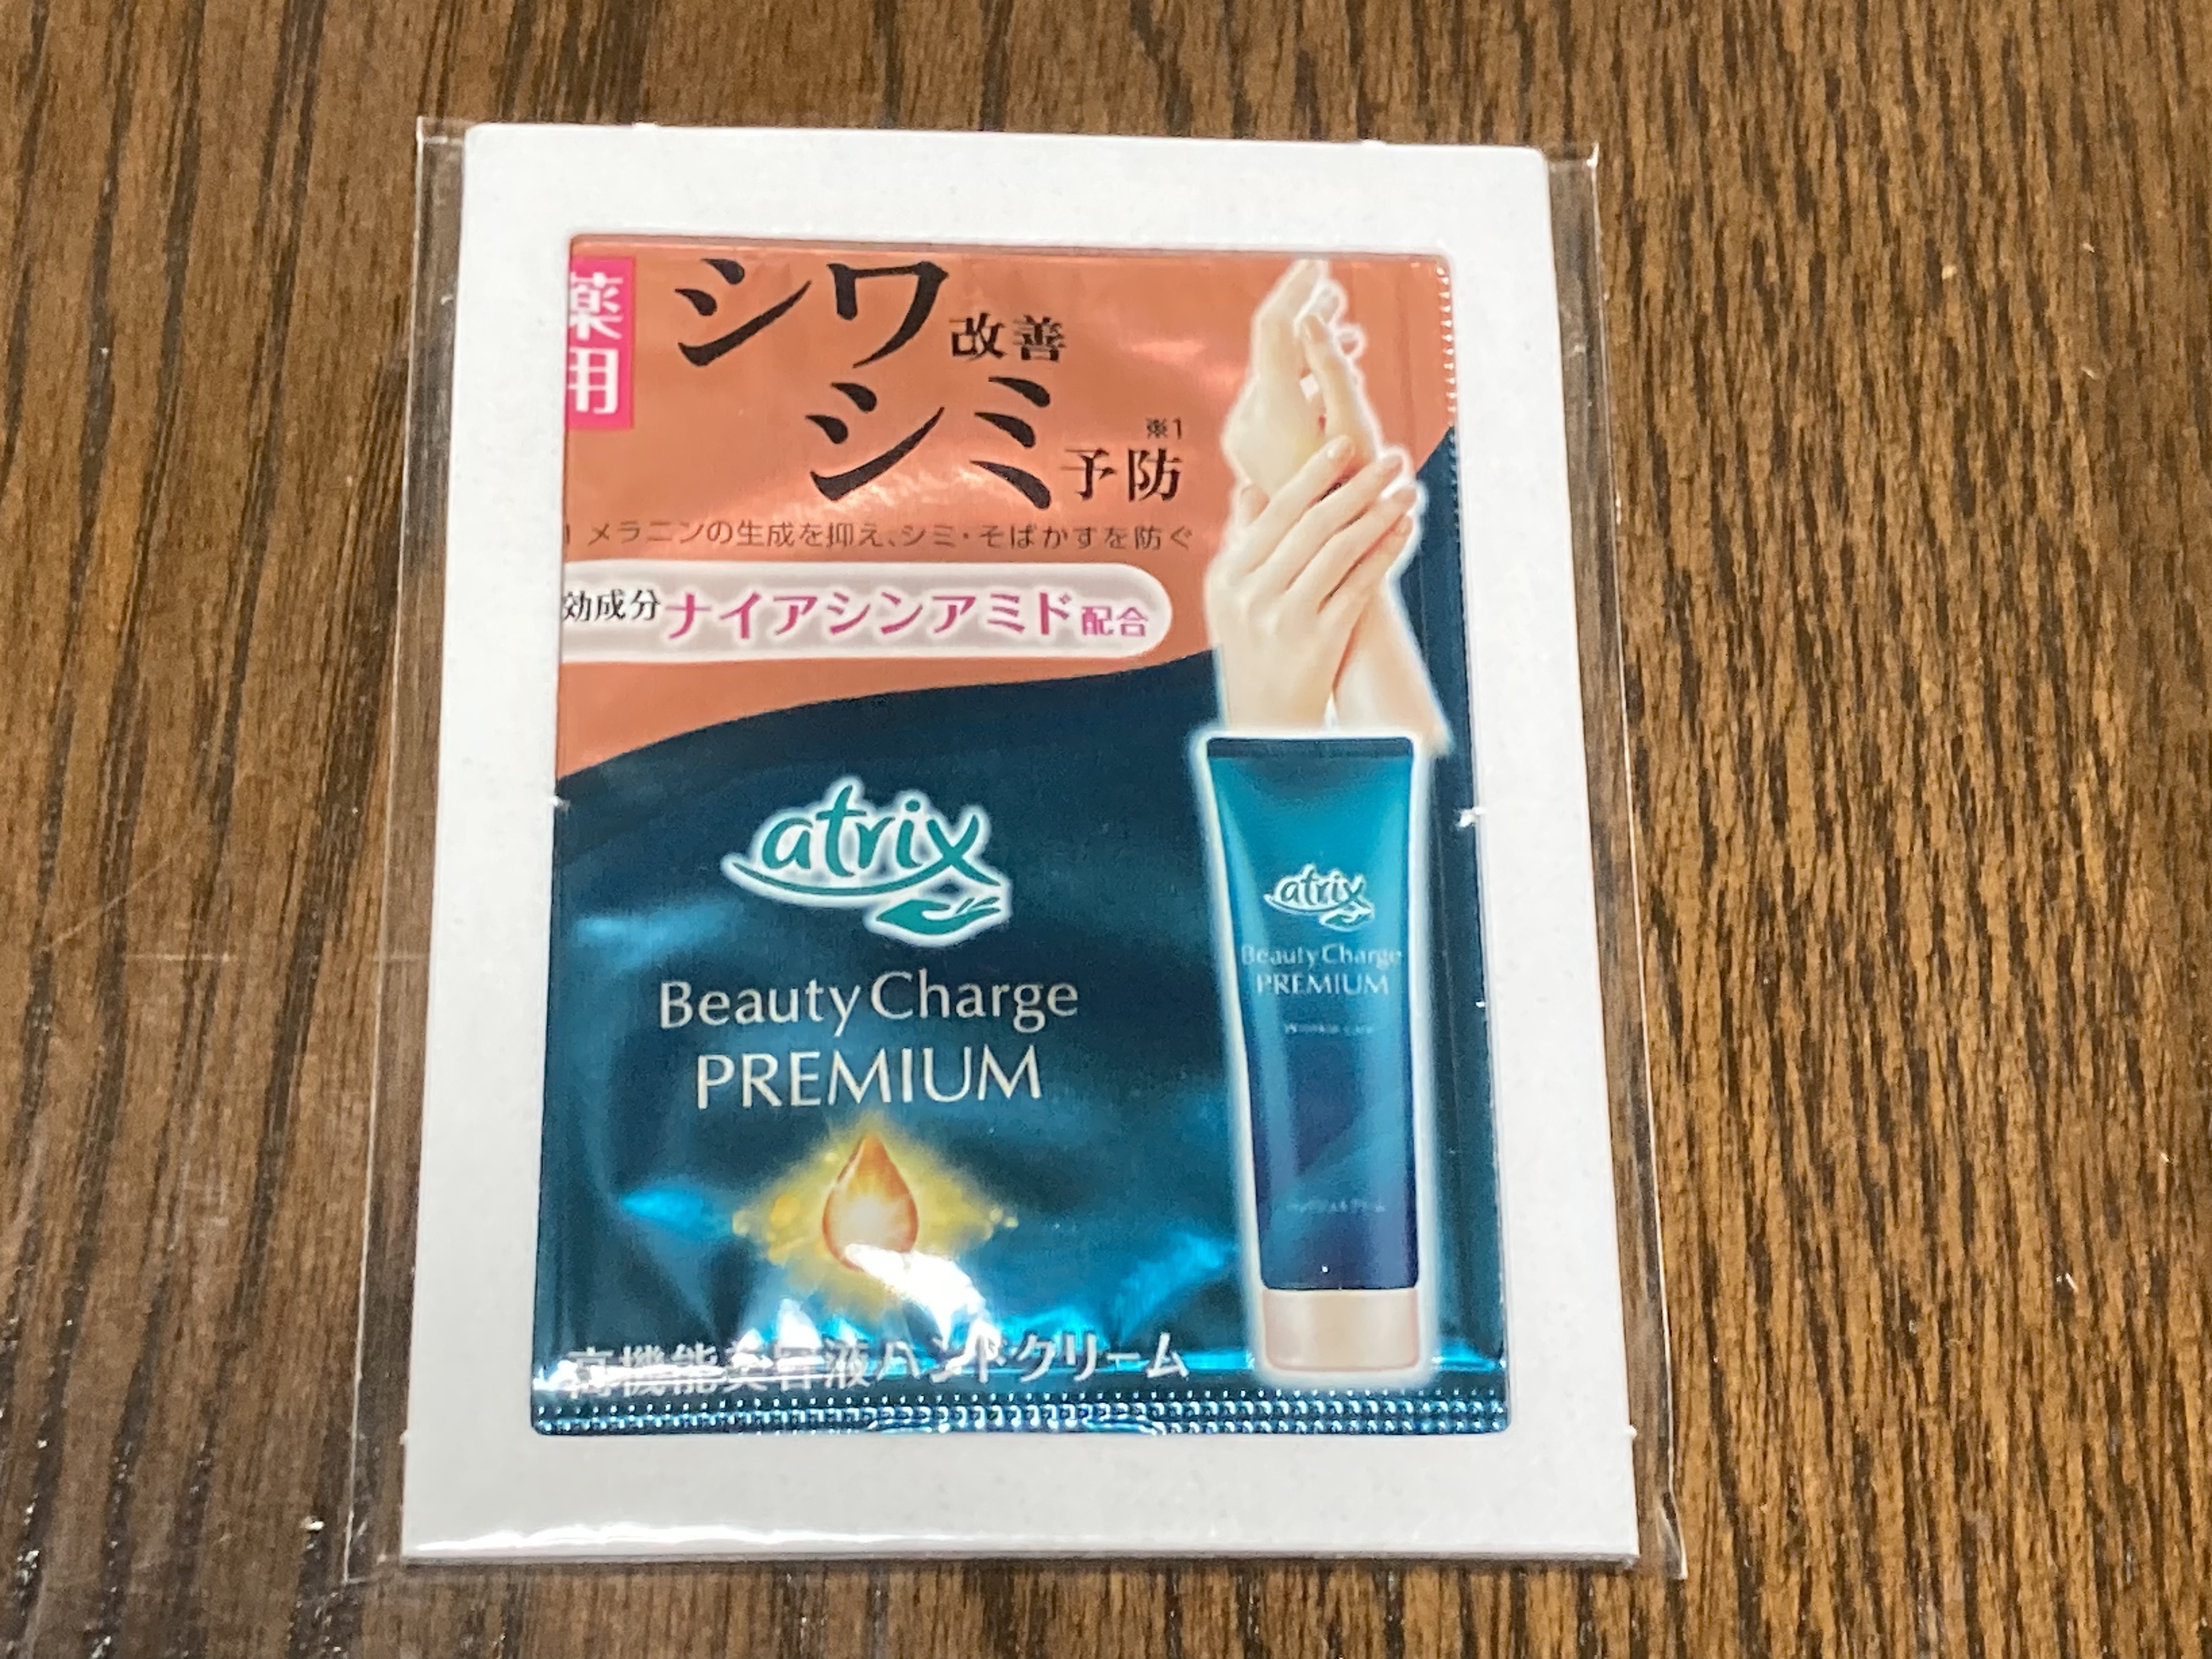 薬用
シワ改善
シミ予防※1
メラニンの生成を抑え、シミ・そばかすを防ぐ
効成分ナイアシンアミド配合
atrix
Beauty Charge
PREMIUM
高機能美容液ハンドクリーム
atrix
Beauty Charge
PREMIUM